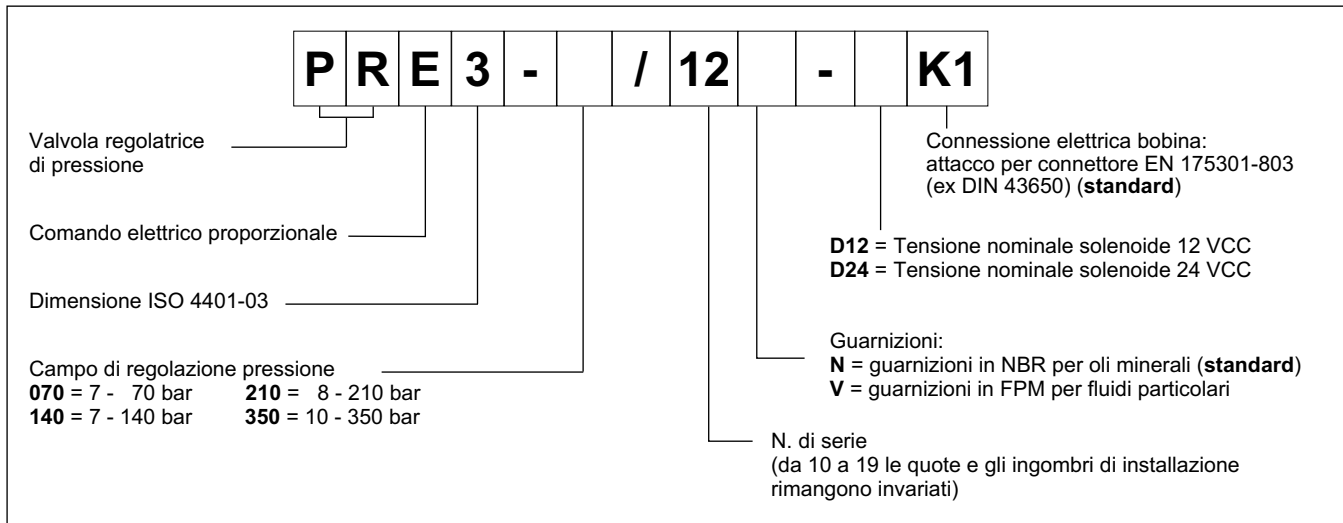 PRE3- /12 - K1
Valvola regolatrice
di pressione
Comando elettrico proporzionale
Dimensione ISO 4401-03
Campo di regolazione pressione
070 = 7 - 70 bar 210 = 8 - 210 bar
140 = 7 - 140 bar 350 = 10 - 350 bar
Connessione elettrica bobina:
attacco per connettore EN 175301-803
(ex DIN 43650) (standard)
D12 = Tensione nominale solenoide 12 VCC
D24 = Tensione nominale solenoide 24 VCC
Guarnizioni:
N = guarnizioni in NBR per oli minerali (standard)
V = guarnizioni in FPM per fluidi particolari
N. di serie
(da 10 a 19 le quote e gli ingombri di installazione
rimangono invariati)